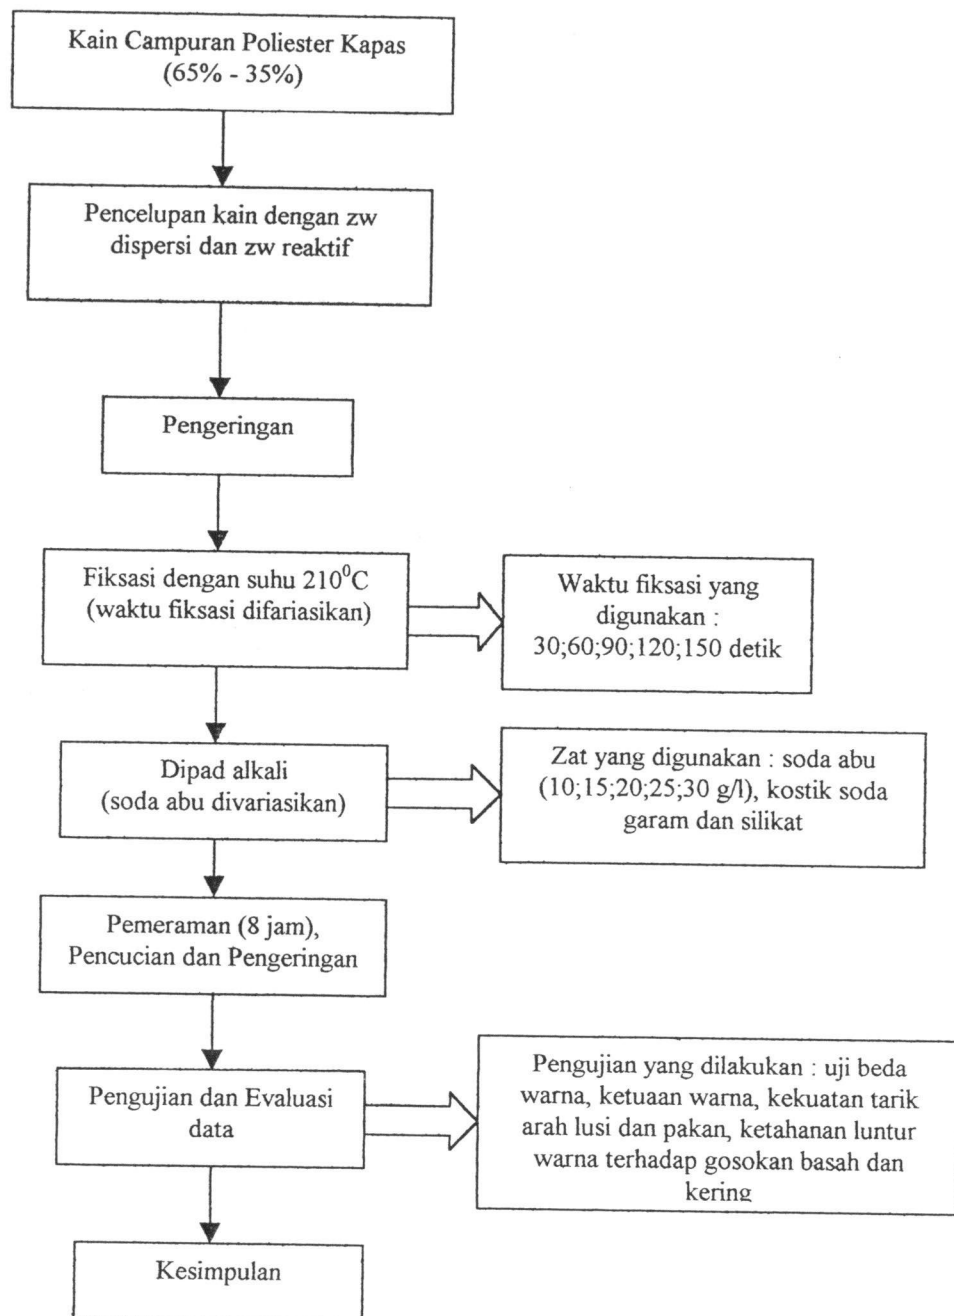 Kain Campuran Poliester Kapas
(65% - 35%)
Pencelupan kain dengan zw
dispersi dan zw reaktif
Pengeringan
Fiksasi dengan suhu 210⁰C
(waktu fiksasi difariasikan)
Waktu fiksasi yang
digunakan :
30;60;90;120;150 detik
Dipad alkali
(soda abu divariasikan)
Zat yang digunakan : soda abu
(10;15;20;25;30 g/l), kostik soda
garam dan silikat
Pemeraman (8 jam),
Pencucian dan Pengeringan
Pengujian dan Evaluasi
data
Pengujian yang dilakukan : uji beda
warna, ketuaan warna, kekuatan tarik
arah lusi dan pakan, ketahanan luntur
warna terhadap gosokan basah dan
kering
Kesimpulan